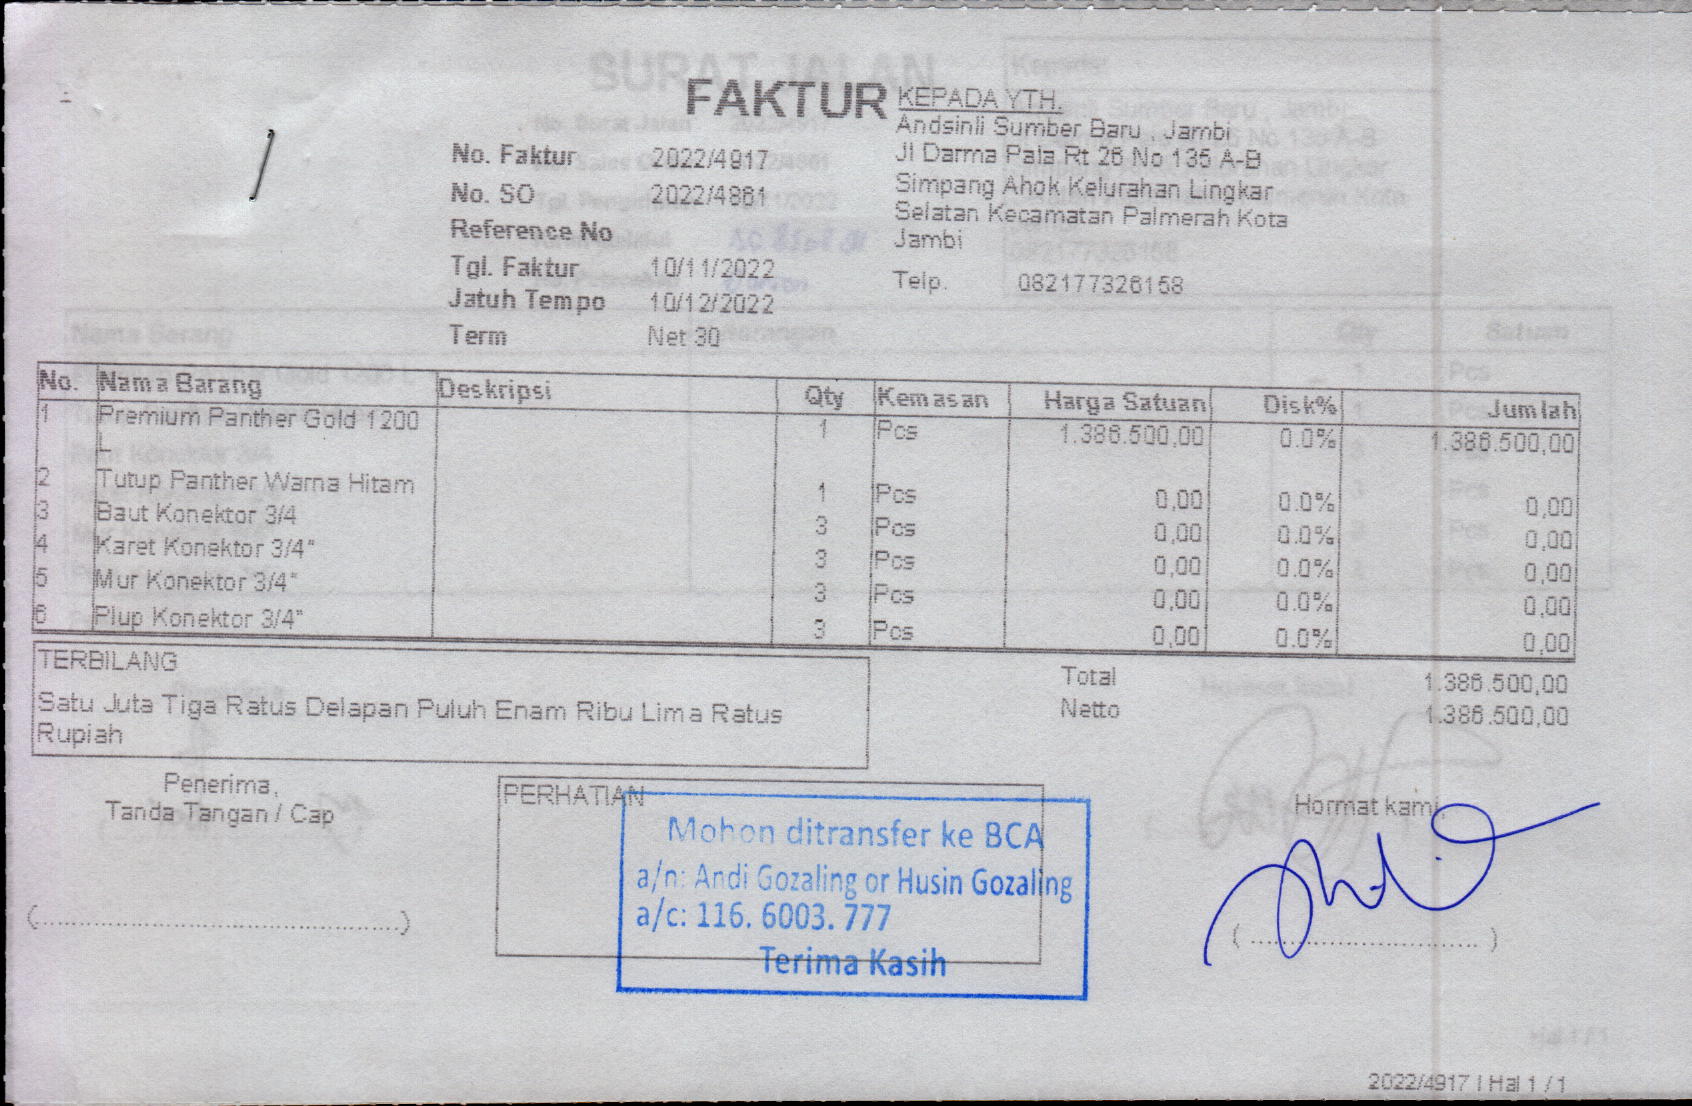 FAKTUR
KEPADA YTH.
Andsinli Sumber Baru , Jambi
Jl Darma Pala Rt 26 No 135 A-B
Simpang Ahok Kelurahan Lingkar
Selatan Kecamatan Palmerah Kota
Jambi
Telp. 082177326158
No. Faktur 2022/4917
No. SO 2022/4861
Reference No
Tgl. Faktur 10/11/2022
Jatuh Tempo 10/12/2022
Term Net 30
No. Nama Barang Deskripsi Qty Kemasan Harga Satuan Disk% Jumlah
1 Premium Panther Gold 1200 1 Pcs 1.386.500,00 0.0% 1.386.500,00
L
2 Tutup Panther Warna Hitam 1 Pcs 0,00 0.0% 0,00
3 Baut Konektor 3/4 3 Pcs 0,00 0.0% 0,00
4 Karet Konektor 3/4" 3 Pcs 0,00 0.0% 0,00
5 Mur Konektor 3/4" 3 Pcs 0,00 0.0% 0,00
6 Plup Konektor 3/4" 3 Pcs 0,00 0.0% 0,00
TERBILANG
Satu Juta Tiga Ratus Delapan Puluh Enam Ribu Lima Ratus
Rupiah
Total 1.386.500,00
Netto 1.386.500,00
Penerima,
Tanda Tangan / Cap
(..............................................)
PERHATIAN
Mohon ditransfer ke BCA
a/n: Andi Gozaling or Husin Gozaling
a/c: 116. 6003. 777
Terima Kasih
Hormat kami,
( .............................. )
2022/4917 | Hal 1 / 1